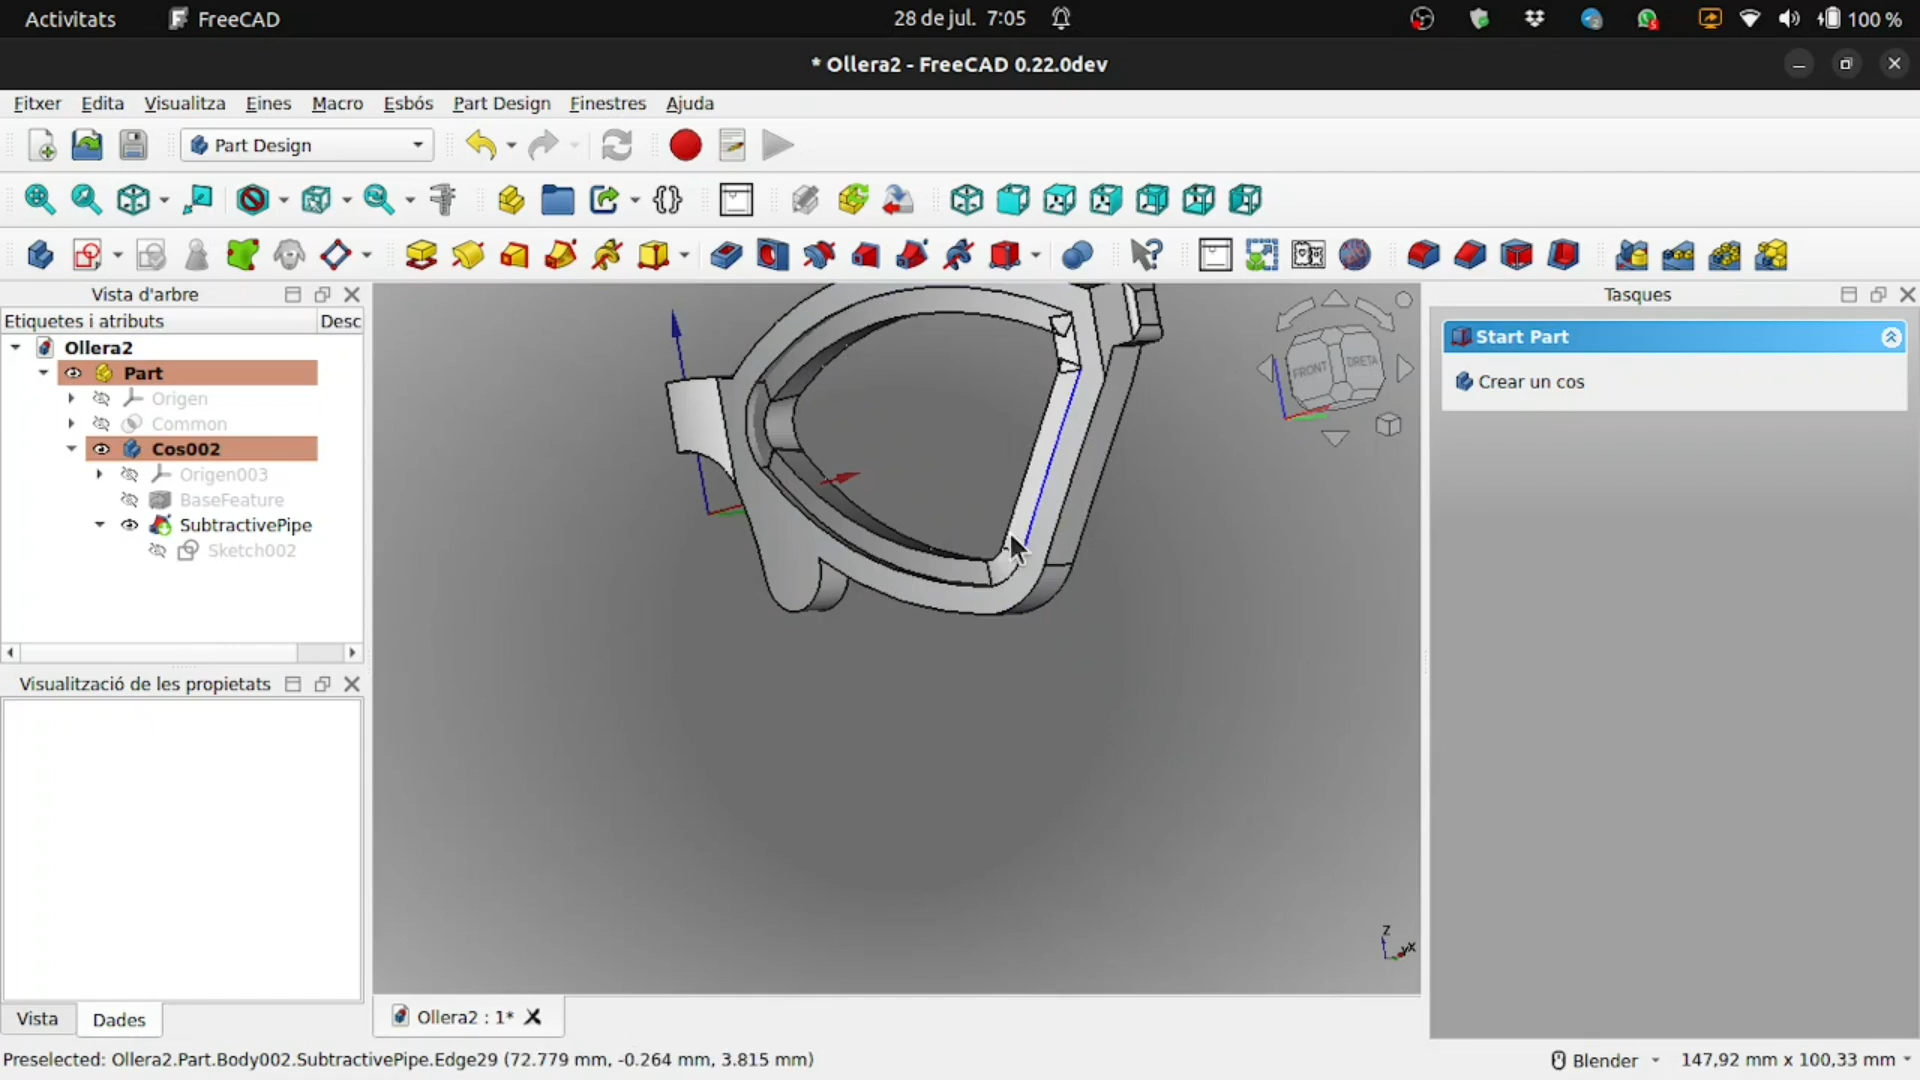 Activitats FreeCAD 28 de jul. 7:05 100 %
* Ollera2 - FreeCAD 0.22.0dev
Fitxer Edita Visualitza Eines Macro Esbós Part Design Finestres Ajuda
Part Design
Vista d'arbre
Etiquetes i atributs Desc
Ollera2
Part
Origen
Common
Cos002
Origen003
BaseFeature
SubtractivePipe
Sketch002
Visualització de les propietats
Vista Dades
FRONT DRETA
Z
X
Ollera2 : 1*
Tasques
Start Part
Crear un cos
Preselected: Ollera2.Part.Body002.SubtractivePipe.Edge29 (72.779 mm, -0.264 mm, 3.815 mm) Blender 147,92 mm x 100,33 mm